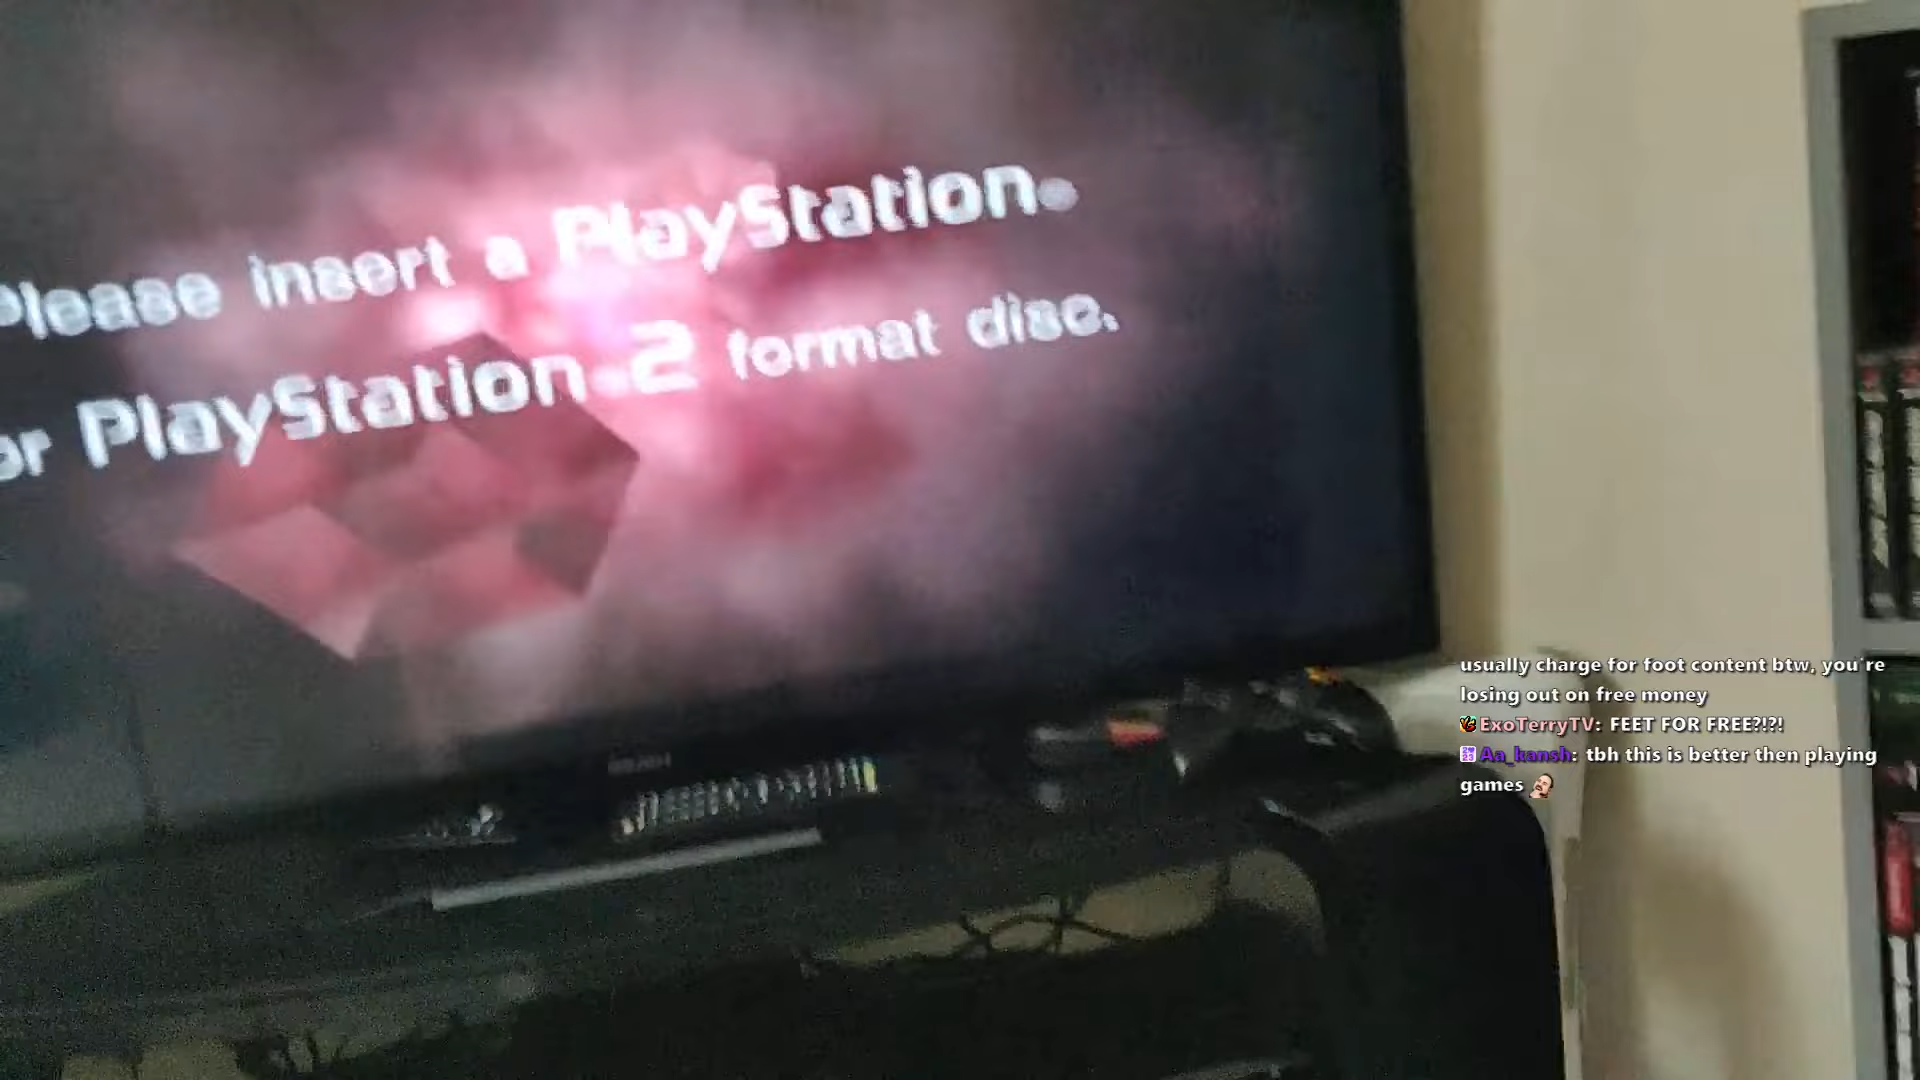 Please insert a PlayStation
or PlayStation 2 format disc.
usually charge for foot content btw, you're
losing out on free money
ExoTerryTV: FEET FOR FREE?!?!
Aa_kansh: tbh this is better then playing
games